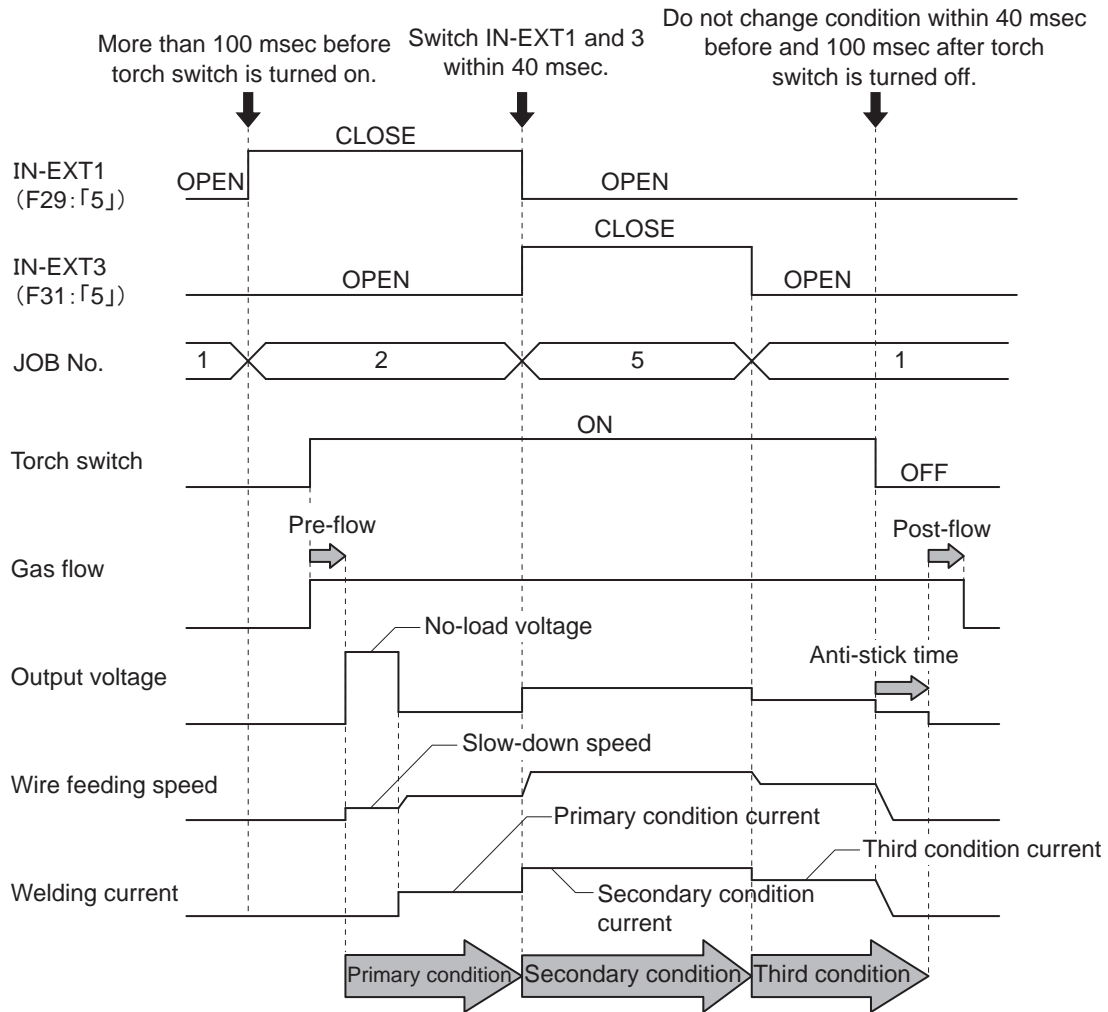 More than 100 msec before
torch switch is turned on.
Switch IN-EXT1 and 3
within 40 msec.
Do not change condition within 40 msec
before and 100 msec after torch
switch is turned off.
IN-EXT1
（F29：「5」）
OPEN
CLOSE
OPEN
IN-EXT3
（F31：「5」）
OPEN
CLOSE
OPEN
JOB No.
1
2
5
1
Torch switch
ON
OFF
Gas flow
Pre-flow
Post-flow
Output voltage
No-load voltage
Anti-stick time
Wire feeding speed
Slow-down speed
Welding current
Primary condition current
Secondary condition
current
Third condition current
Primary condition
Secondary condition
Third condition